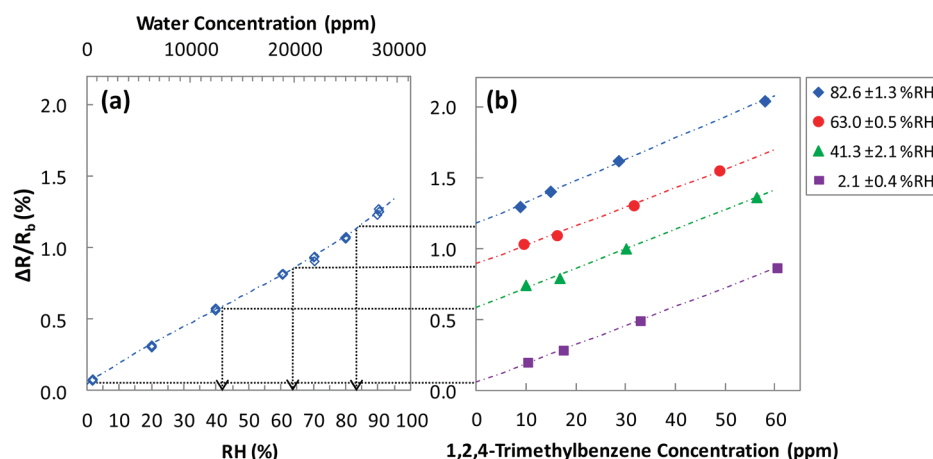 Water Concentration (ppm)
0 10000 20000 30000
(a)
2.0
1.5
1.0
0.5
0.0
ΔR/Rb (%)
0 10 20 30 40 50 60 70 80 90 100
RH (%)
(b)
2.0
1.5
1.0
0.5
0.0
0 10 20 30 40 50 60
1,2,4-Trimethylbenzene Concentration (ppm)
82.6 ±1.3 %RH
63.0 ±0.5 %RH
41.3 ±2.1 %RH
2.1 ±0.4 %RH